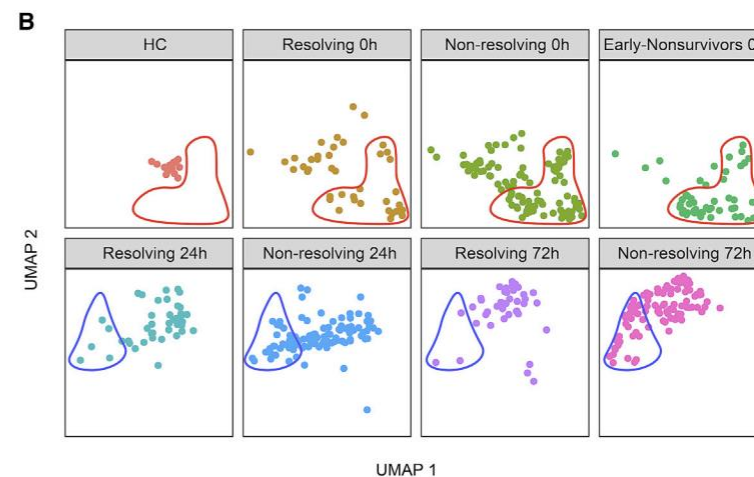 B
HC
Resolving 0h
Non-resolving 0h
Early-Nonsurvivors
Resolving 24h
Non-resolving 24h
Resolving 72h
Non-resolving 72h
UMAP 2
UMAP 1